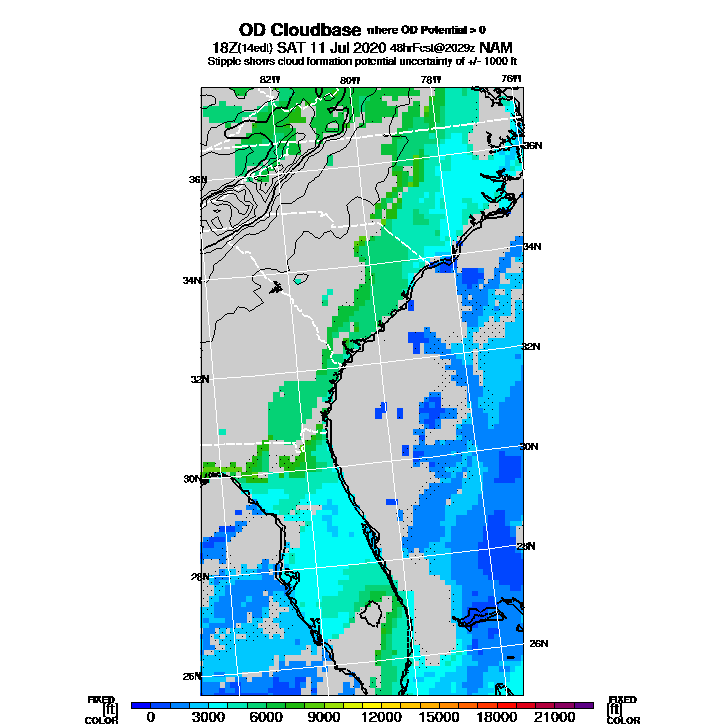 OD Cloudbase where OD Potential > 0
18Z(14edt) SAT 11 Jul 2020 48hrFcst@2029z NAM
Stipple shows cloud formation potential uncertainty of +/- 1000 ft
82W 80W 78W 76W
36N 36N
34N 34N
32N 32N
30N 30N
28N 28N
26N 26N
FIXED FIXED
[ft] [ft]
COLOR COLOR
0 3000 6000 9000 12000 15000 18000 21000